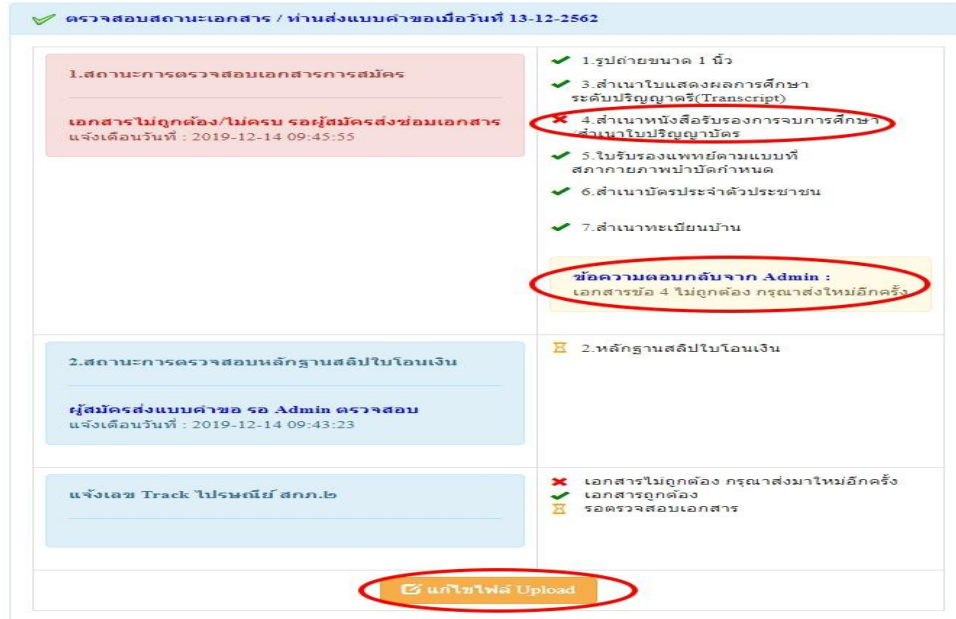 ตรวจสอบสถานะเอกสาร / ท่านส่งแบบคำขอเมื่อวันที่ 13-12-2562
1.สถานะการตรวจสอบเอกสารการสมัคร
เอกสารไม่ถูกต้อง/ไม่ครบ รอผู้สมัครส่งซ่อมเอกสาร
แจ้งเตือนวันที่ : 2019-12-14 09:45:55
1.รูปถ่ายขนาด 1 นิ้ว
3.สำเนาใบแสดงผลการศึกษา
ระดับปริญญาตรี(Transcript)
4.สำเนาหนังสือรับรองการจบการศึกษา
/สำเนาใบปริญญาบัตร
5.ใบรับรองแพทย์ตามแบบที่
สภากายภาพบำบัดกำหนด
6.สำเนาบัตรประจำตัวประชาชน
7.สำเนาทะเบียนบ้าน
ข้อความตอบกลับจาก Admin :
เอกสารข้อ 4 ไม่ถูกต้อง กรุณาส่งใหม่อีกครั้ง
2.สถานะการตรวจสอบหลักฐานสลิปใบโอนเงิน
ผู้สมัครส่งแบบคำขอ รอ Admin ตรวจสอบ
แจ้งเตือนวันที่ : 2019-12-14 09:43:23
2.หลักฐานสลิปใบโอนเงิน
แจ้งเลข Track ไปรษณีย์ สกภ.๒
เอกสารไม่ถูกต้อง กรุณาส่งมาใหม่อีกครั้ง
เอกสารถูกต้อง
รอตรวจสอบเอกสาร
แก้ไขไฟล์ Upload